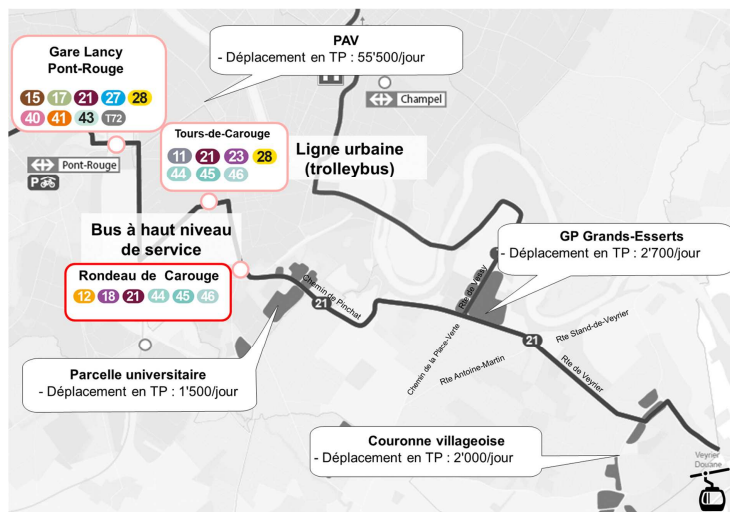 Gare Lancy
Pont-Rouge
15 17 21 27 28
40 41 43 T72
PAV
- Déplacement en TP : 55'500/jour
Champel
Tours-de-Carouge
11 21 23 28
44 45 46
Ligne urbaine
(trolleybus)
Pont-Rouge
P
Bus à haut niveau
de service
Rondeau de Carouge
12 18 21 44 45 46
GP Grands-Esserts
- Déplacement en TP : 2'700/jour
Chemin de Pinchat
21
Rte de Vessy
Chemin de la Place-Verte
Rte Antoine-Martin
21
Rte Stand-de-Veyrier
Rte de Veyrier
Parcelle universitaire
- Déplacement en TP : 1'500/jour
Couronne villageoise
- Déplacement en TP : 2'000/jour
Veyrier
Douane